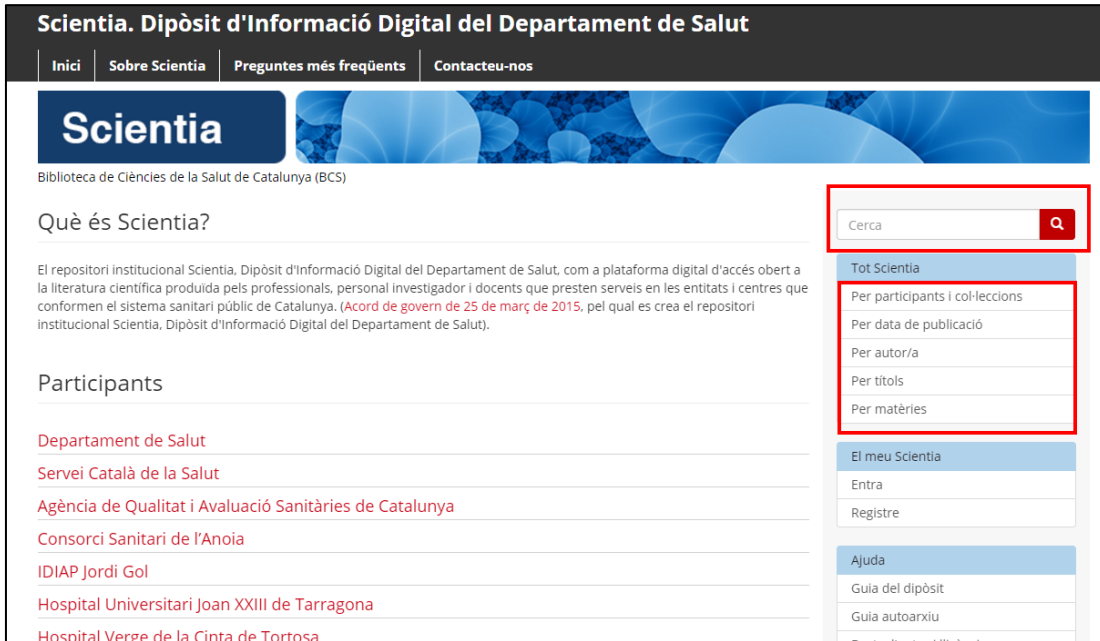 Scientia. Dipòsit d'Informació Digital del Departament de Salut
Inici
Sobre Scientia
Preguntes més freqüents
Contacteu-nos
Scientia
Biblioteca de Ciències de la Salut de Catalunya (BCS)
Què és Scientia?
El repositori institucional Scientia, Dipòsit d'Informació Digital del Departament de Salut, com a plataforma digital d'accés obert a
la literatura científica produïda pels professionals, personal investigador i docents que presten serveis en les entitats i centres que
conformen el sistema sanitari públic de Catalunya. (Acord de govern de 25 de març de 2015, pel qual es crea el repositori
institucional Scientia, Dipòsit d'Informació Digital del Departament de Salut).
Participants
Departament de Salut
Servei Català de la Salut
Agència de Qualitat i Avaluació Sanitàries de Catalunya
Consorci Sanitari de l'Anoia
IDIAP Jordi Gol
Hospital Universitari Joan XXIII de Tarragona
Hospital Verge de la Cinta de Tortosa
Cerca
Tot Scientia
Per participants i col·leccions
Per data de publicació
Per autor/a
Per títols
Per matèries
El meu Scientia
Entra
Registre
Ajuda
Guia del dipòsit
Guia autoarxiu